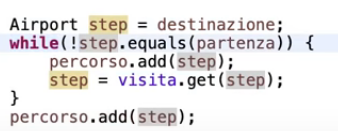 Airport step = destinazione;
while(!step.equals(partenza)) {
    percorso.add(step);
    step = visita.get(step);
}
percorso.add(step);